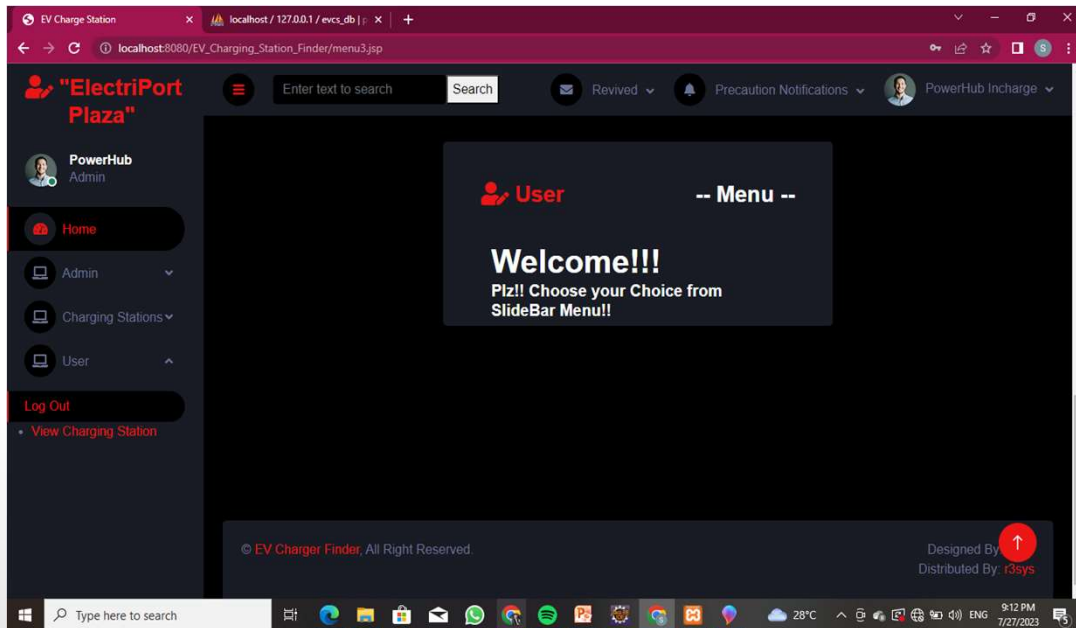 EV Charge Station
localhost / 127.0.0.1 / evcs_db | p
localhost:8080/EV_Charging_Station_Finder/menu3.jsp
S
"ElectriPort
Plaza"
Enter text to search
Search
Revived
Precaution Notifications
PowerHub Incharge
PowerHub
Admin
Home
Admin
Charging Stations
User
Log Out
View Charging Station
User
-- Menu --
Welcome!!!
Plz!! Choose your Choice from
SlideBar Menu!!
© EV Charger Finder, All Right Reserved.
Designed By
Distributed By: r3sys
Type here to search
28°C
ENG
9:12 PM
7/27/2023
5